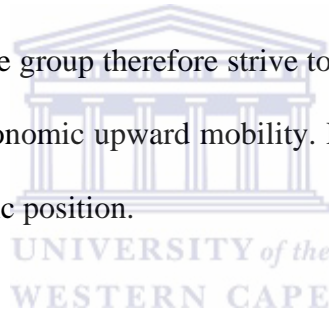 e group therefore strive to
onomic upward mobility.
c position.
UNIVERSITY of the
WESTERN CAPE